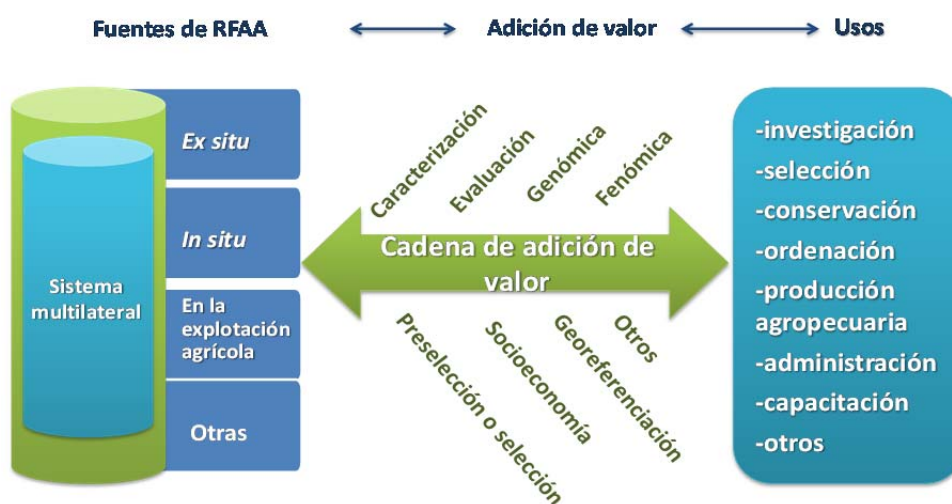 Fuentes de RFAA
Adición de valor
Usos
Sistema
multilateral
Ex situ
In situ
En la
explotación
agrícola
Otras
Caracterización
Evaluación
Genómica
Fenómica
Cadena de adición de
valor
Preselección o selección
Socioeconomía
Georeferenciación
Otros
-investigación
-selección
-conservación
-ordenación
-producción
agropecuaria
-administración
-capacitación
-otros